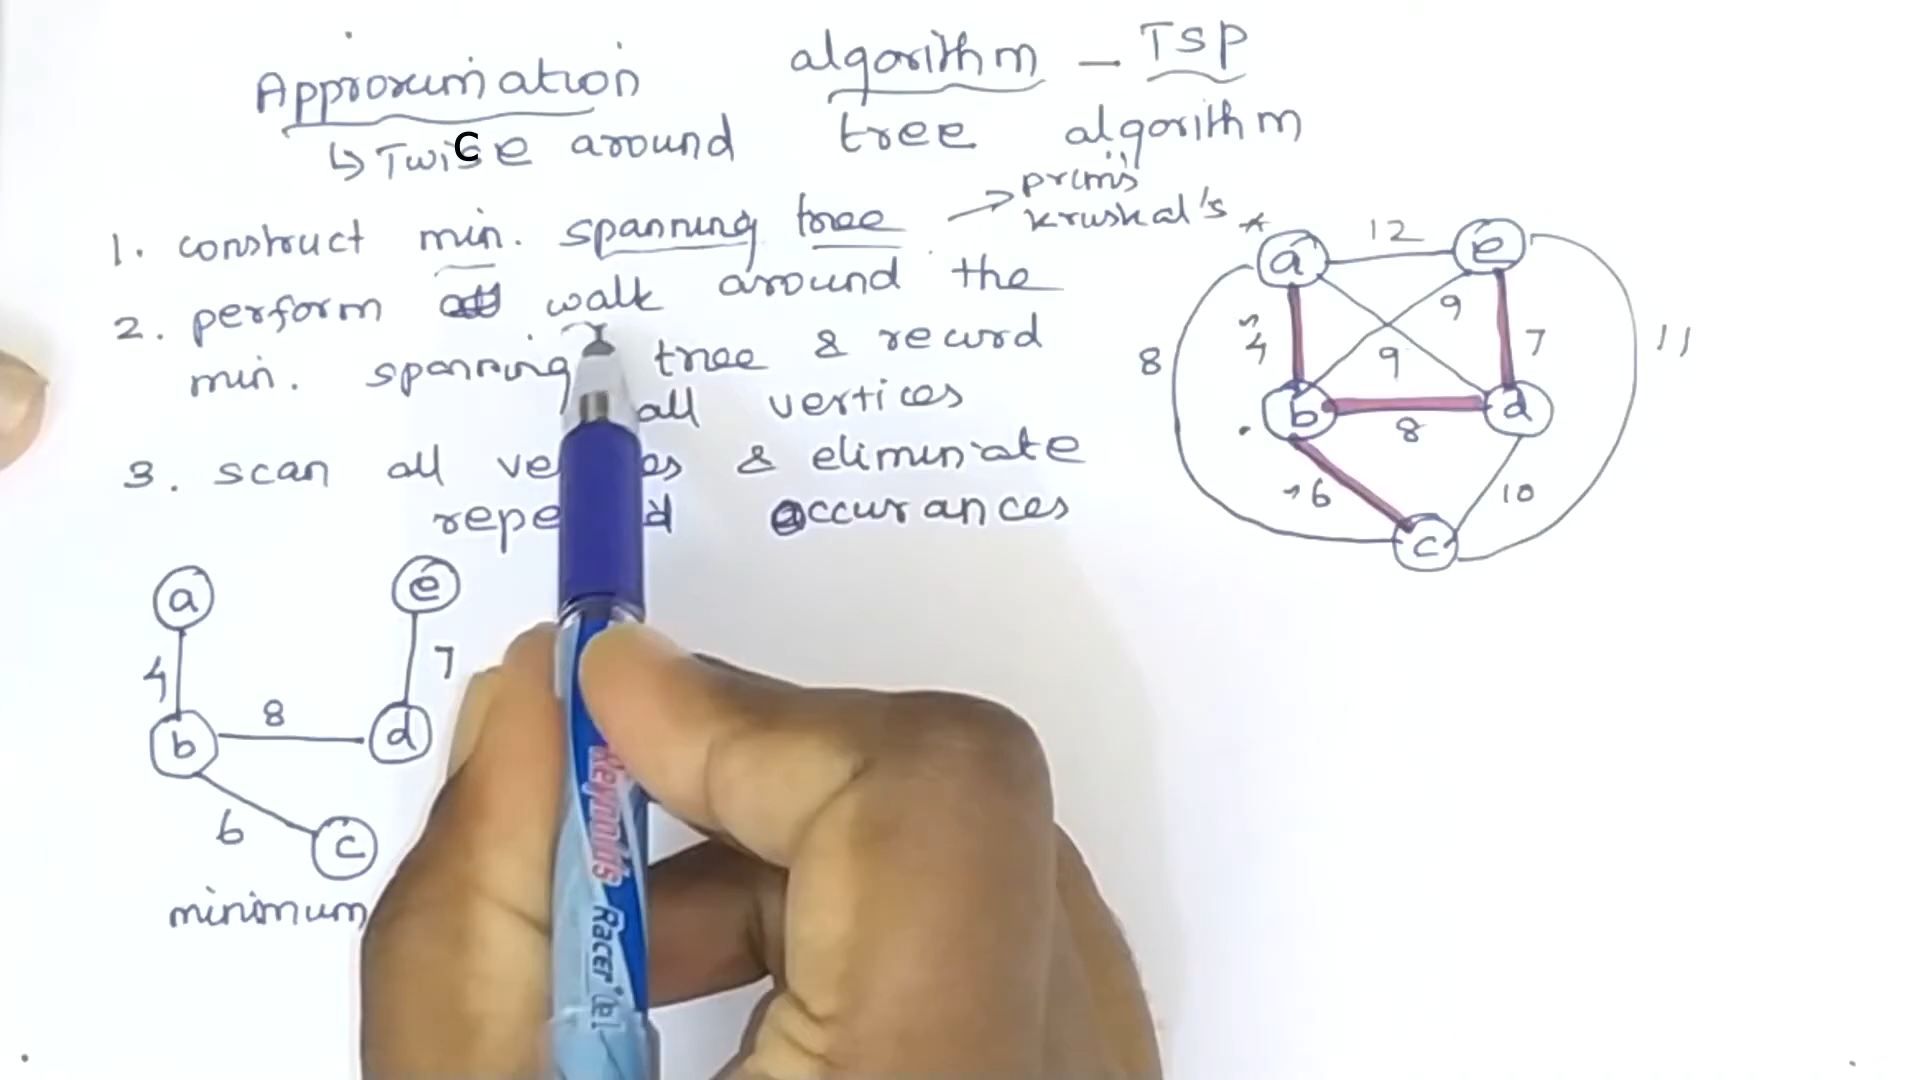 Approximation algorithm - TSP
↳ Twice around tree algorithm
1. construct min. spanning tree → prim's
kruskal's
2. perform walk around the
min. spanning tree & record
all vertices
3. scan all & eliminate
occurances
a 12 e
4 9 7
8 9 11
b 8 d
6 10
c
a e
4 7
b 8 d
6 c
minimum
Reynolds Racer